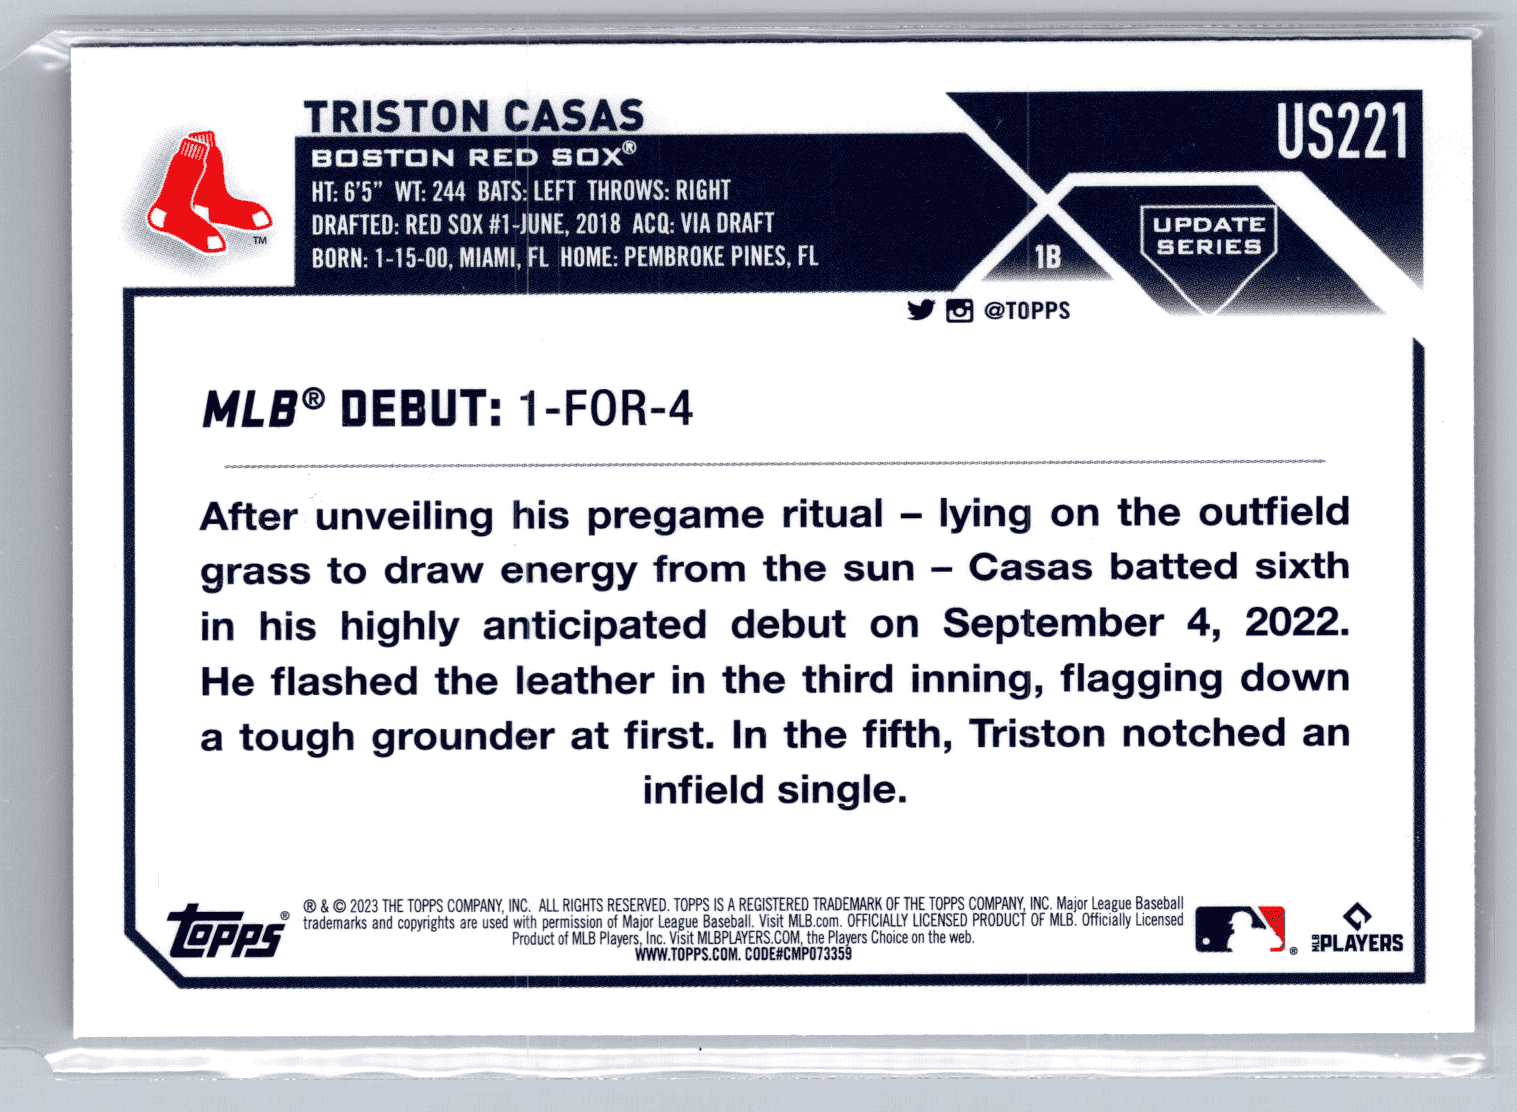 TRISTON CASAS
US221
BOSTON RED SOX®
HT: 6'5" WT: 244 BATS: LEFT THROWS: RIGHT
DRAFTED: RED SOX #1-JUNE, 2018 ACQ: VIA DRAFT
BORN: 1-15-00, MIAMI, FL HOME: PEMBROKE PINES, FL
TM
1B
UPDATE
SERIES
@TOPPS
MLB® DEBUT: 1-FOR-4
After unveiling his pregame ritual – lying on the outfield
grass to draw energy from the sun – Casas batted sixth
in his highly anticipated debut on September 4, 2022.
He flashed the leather in the third inning, flagging down
a tough grounder at first. In the fifth, Triston notched an
infield single.
TOPPS®
® & © 2023 THE TOPPS COMPANY, INC. ALL RIGHTS RESERVED. TOPPS IS A REGISTERED TRADEMARK OF THE TOPPS COMPANY, INC. Major League Baseball
trademarks and copyrights are used with permission of Major League Baseball. Visit MLB.com. OFFICIALLY LICENSED PRODUCT OF MLB. Officially Licensed
Product of MLB Players, Inc. Visit MLBPLAYERS.COM, the Players Choice on the web.
WWW.TOPPS.COM. CODE#CMP073359
®
MLB PLAYERS